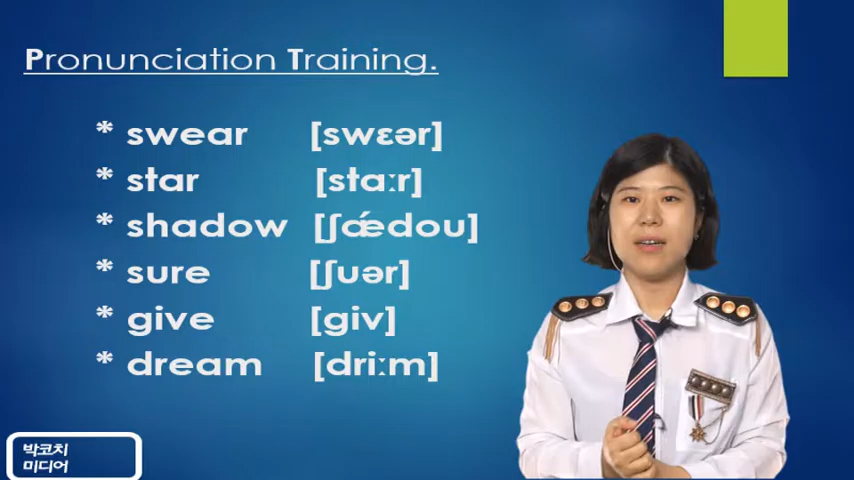 Pronunciation Training.
* swear [swɛər]
* star [staːr]
* shadow [ʃǽdou]
* sure [ʃuər]
* give [giv]
* dream [driːm]
박코치
미디어